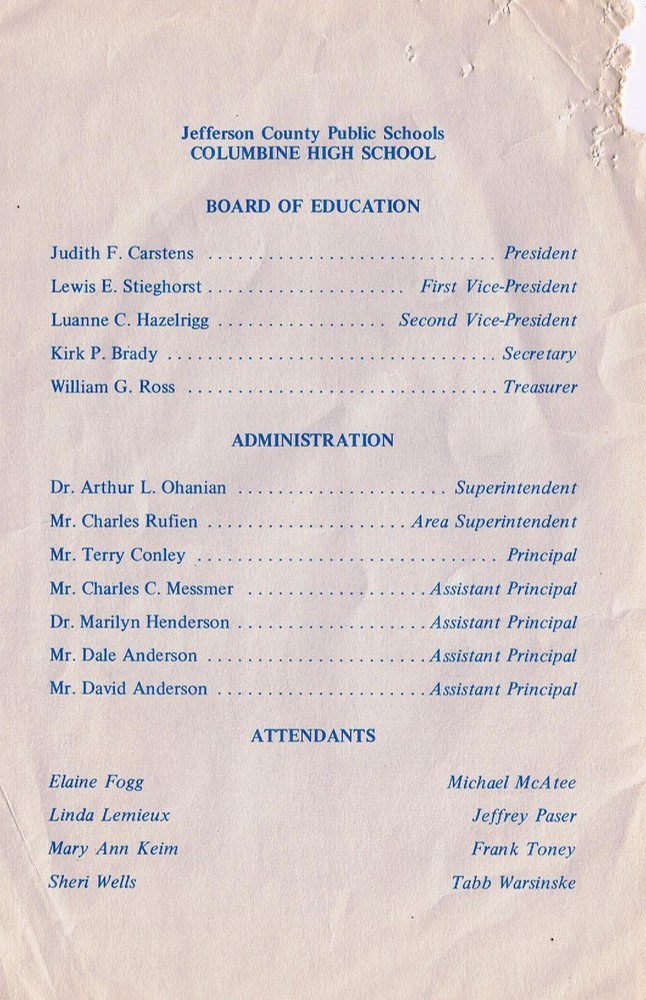 Jefferson County Public Schools
COLUMBINE HIGH SCHOOL
BOARD OF EDUCATION
Judith F. Carstens ............................ President
Lewis E. Stieghorst .................... First Vice-President
Luanne C. Hazelrigg ................. Second Vice-President
Kirk P. Brady ................................. Secretary
William G. Ross ............................... Treasurer
ADMINISTRATION
Dr. Arthur L. Ohanian ..................... Superintendent
Mr. Charles Rufien .................... Area Superintendent
Mr. Terry Conley .............................. Principal
Mr. Charles C. Messmer .................. Assistant Principal
Dr. Marilyn Henderson ................... Assistant Principal
Mr. Dale Anderson ...................... Assistant Principal
Mr. David Anderson ..................... Assistant Principal
ATTENDANTS
Elaine Fogg Michael McAtee
Linda Lemieux Jeffrey Paser
Mary Ann Keim Frank Toney
Sheri Wells Tabb Warsinske